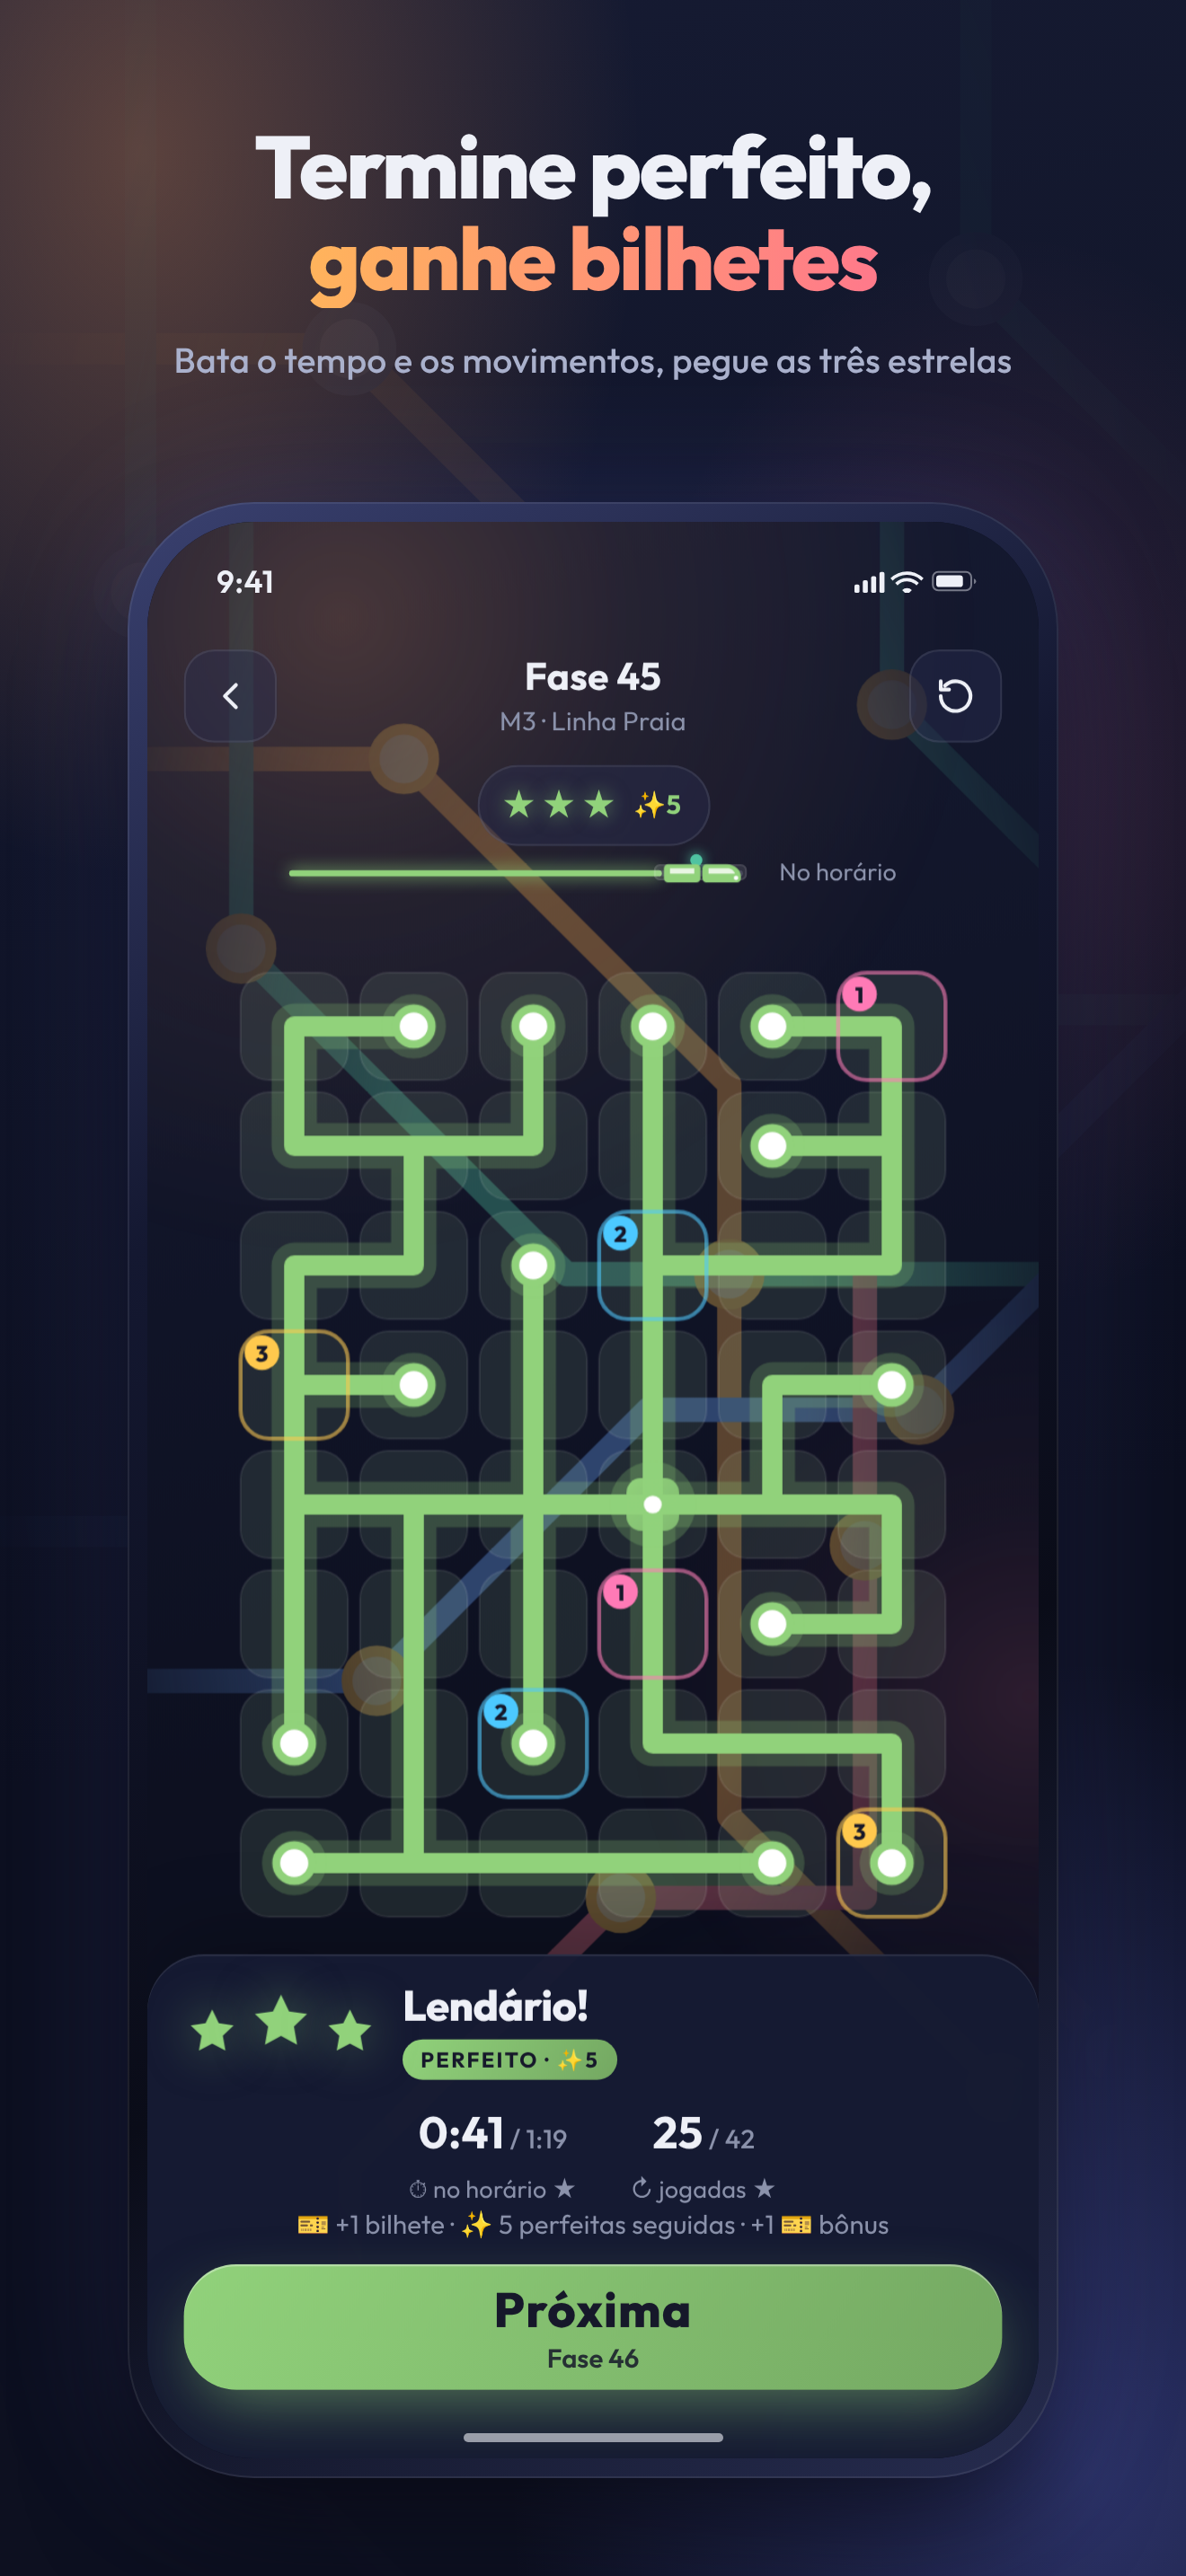 Termine perfeito,
ganhe bilhetes
Bata o tempo e os movimentos, pegue as três estrelas
9:41
Fase 45
M3 · Linha Praia
★ ★ ★ ✨5
No horário
1
2
3
1
2
3
Lendário!
PERFEITO · ✨5
0:41 / 1:19
25 / 42
⏱ no horário ★
↻ jogadas ★
🎫 +1 bilhete · ✨ 5 perfeitas seguidas · +1 🎫 bônus
Próxima
Fase 46